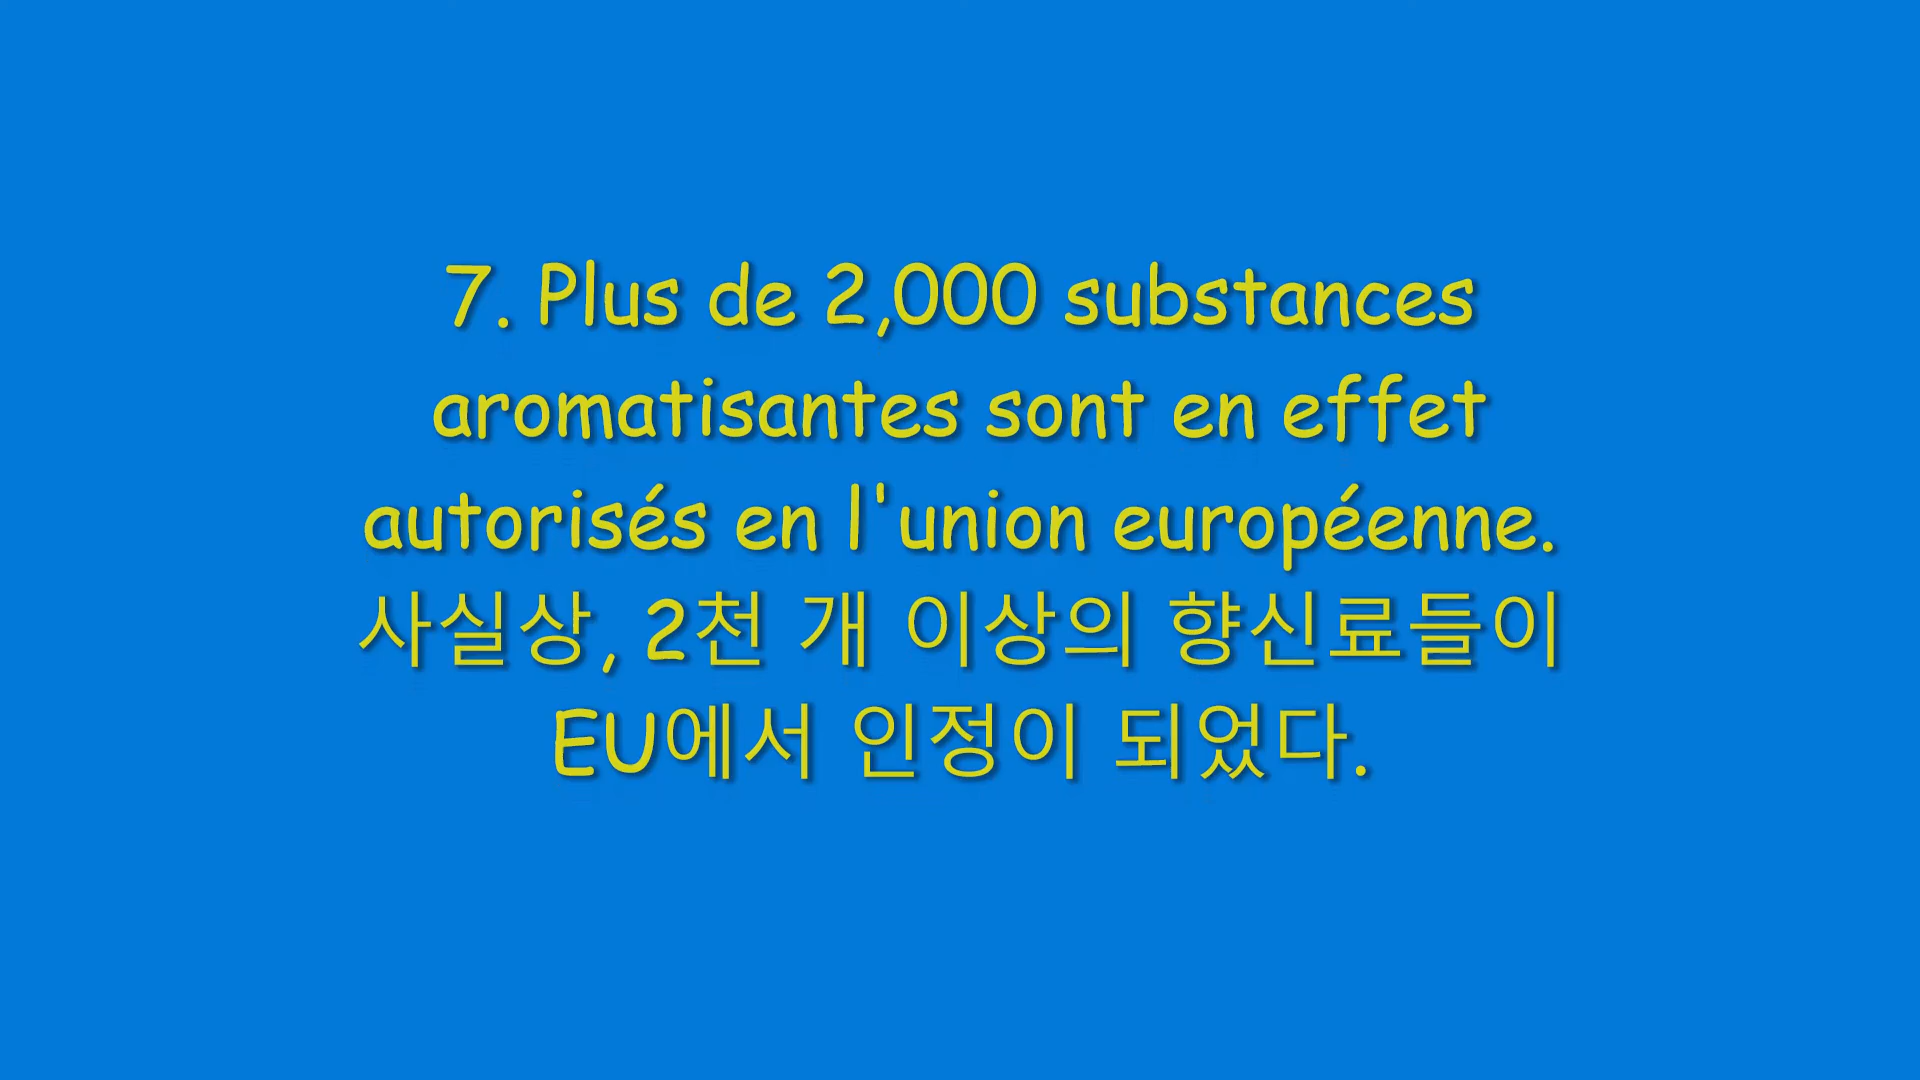 7. Plus de 2,000 substances
aromatisantes sont en effet
autorisés en l'union européenne.
사실상, 2천 개 이상의 향신료들이
EU에서 인정이 되었다.